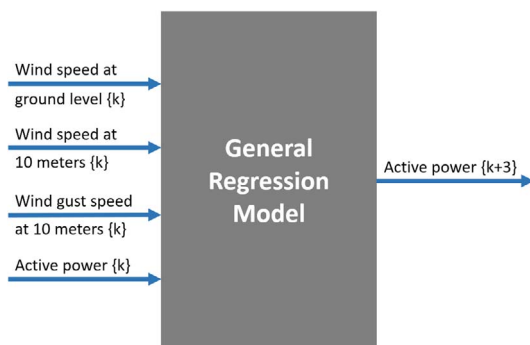 Wind speed at
ground level {k}
Wind speed at
10 meters {k}
Wind gust speed
at 10 meters {k}
Active power {k}
General
Regression
Model
Active power {k+3}